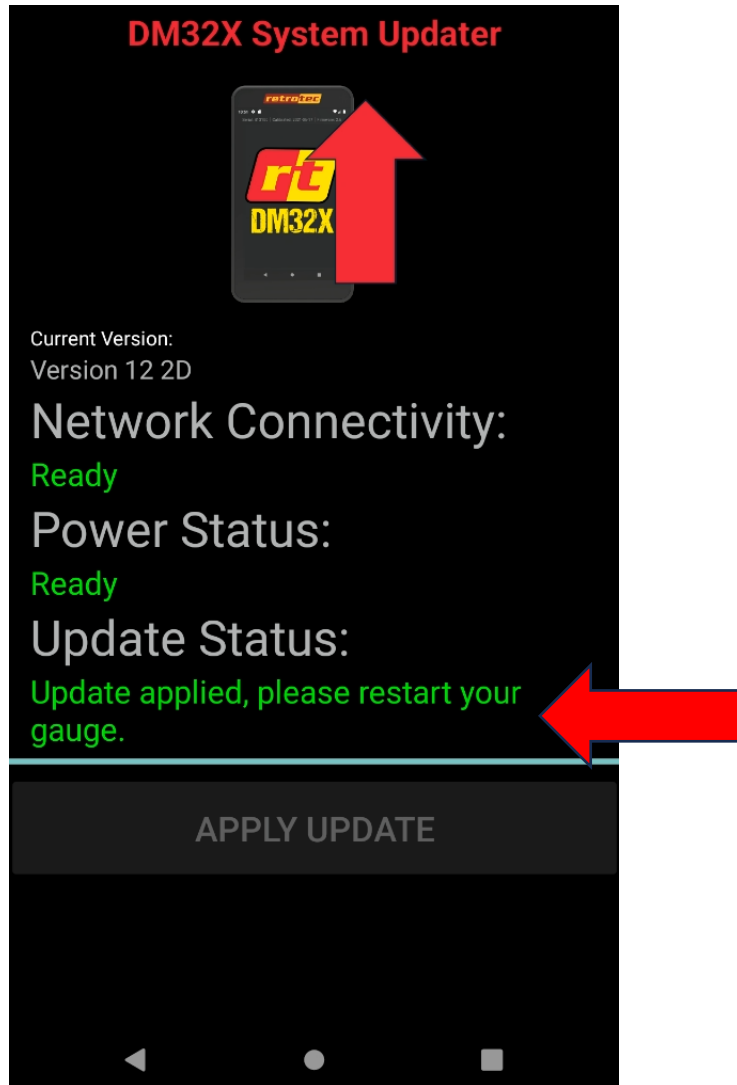 DM32X System Updater
retrotec
rt
DM32X
Current Version:
Version 12 2D
Network Connectivity:
Ready
Power Status:
Ready
Update Status:
Update applied, please restart your
gauge.
APPLY UPDATE